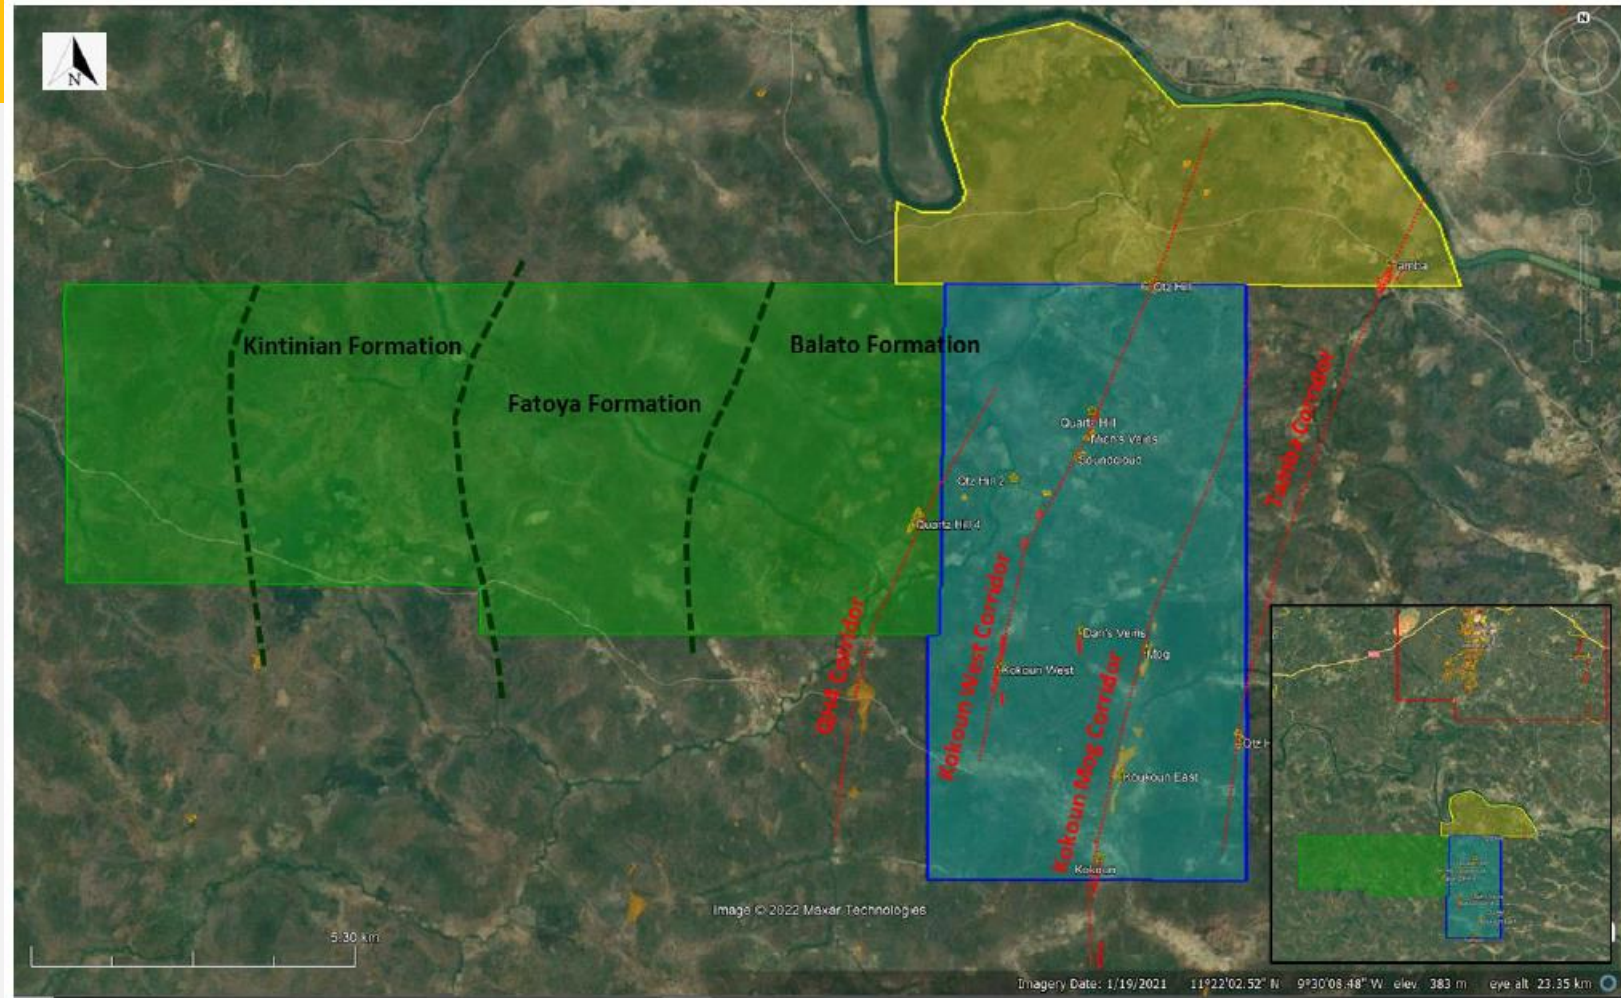 N
N
Tamba
Qtz Hill
Kintinian Formation
Balato Formation
Fatoya Formation
Tamba Corridor
Quartz Hill
Mich's Veins
Soundcloud
Qtz Hill 2
Quartz Hill 4
Qtz4 Corridor
Kokoun West Corridor
Dan's Veins
Mog
Kokoun West
Kokoun Mog Corridor
Qtz H
Koukoun East
Kokoun
Image © 2022 Maxar Technologies
5.30 km
Imagery Date: 1/19/2021 11°22'02.52" N 9°30'08.48" W elev 383 m eye alt 23.35 km